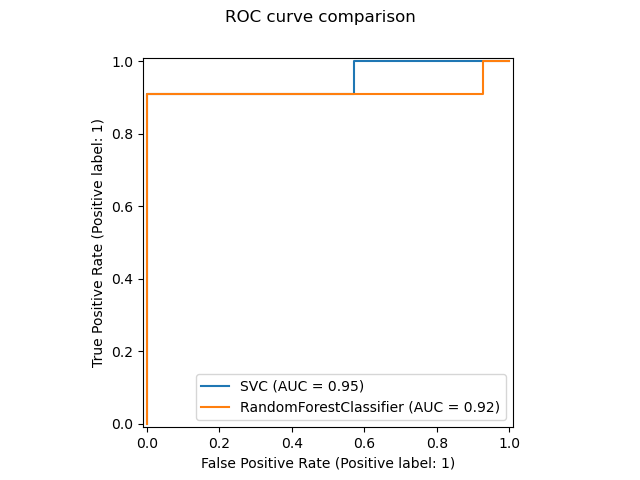 ROC curve comparison
True Positive Rate (Positive label: 1)
1.0
0.8
0.6
0.4
0.2
0.0
SVC (AUC = 0.95)
RandomForestClassifier (AUC = 0.92)
0.0 0.2 0.4 0.6 0.8 1.0
False Positive Rate (Positive label: 1)